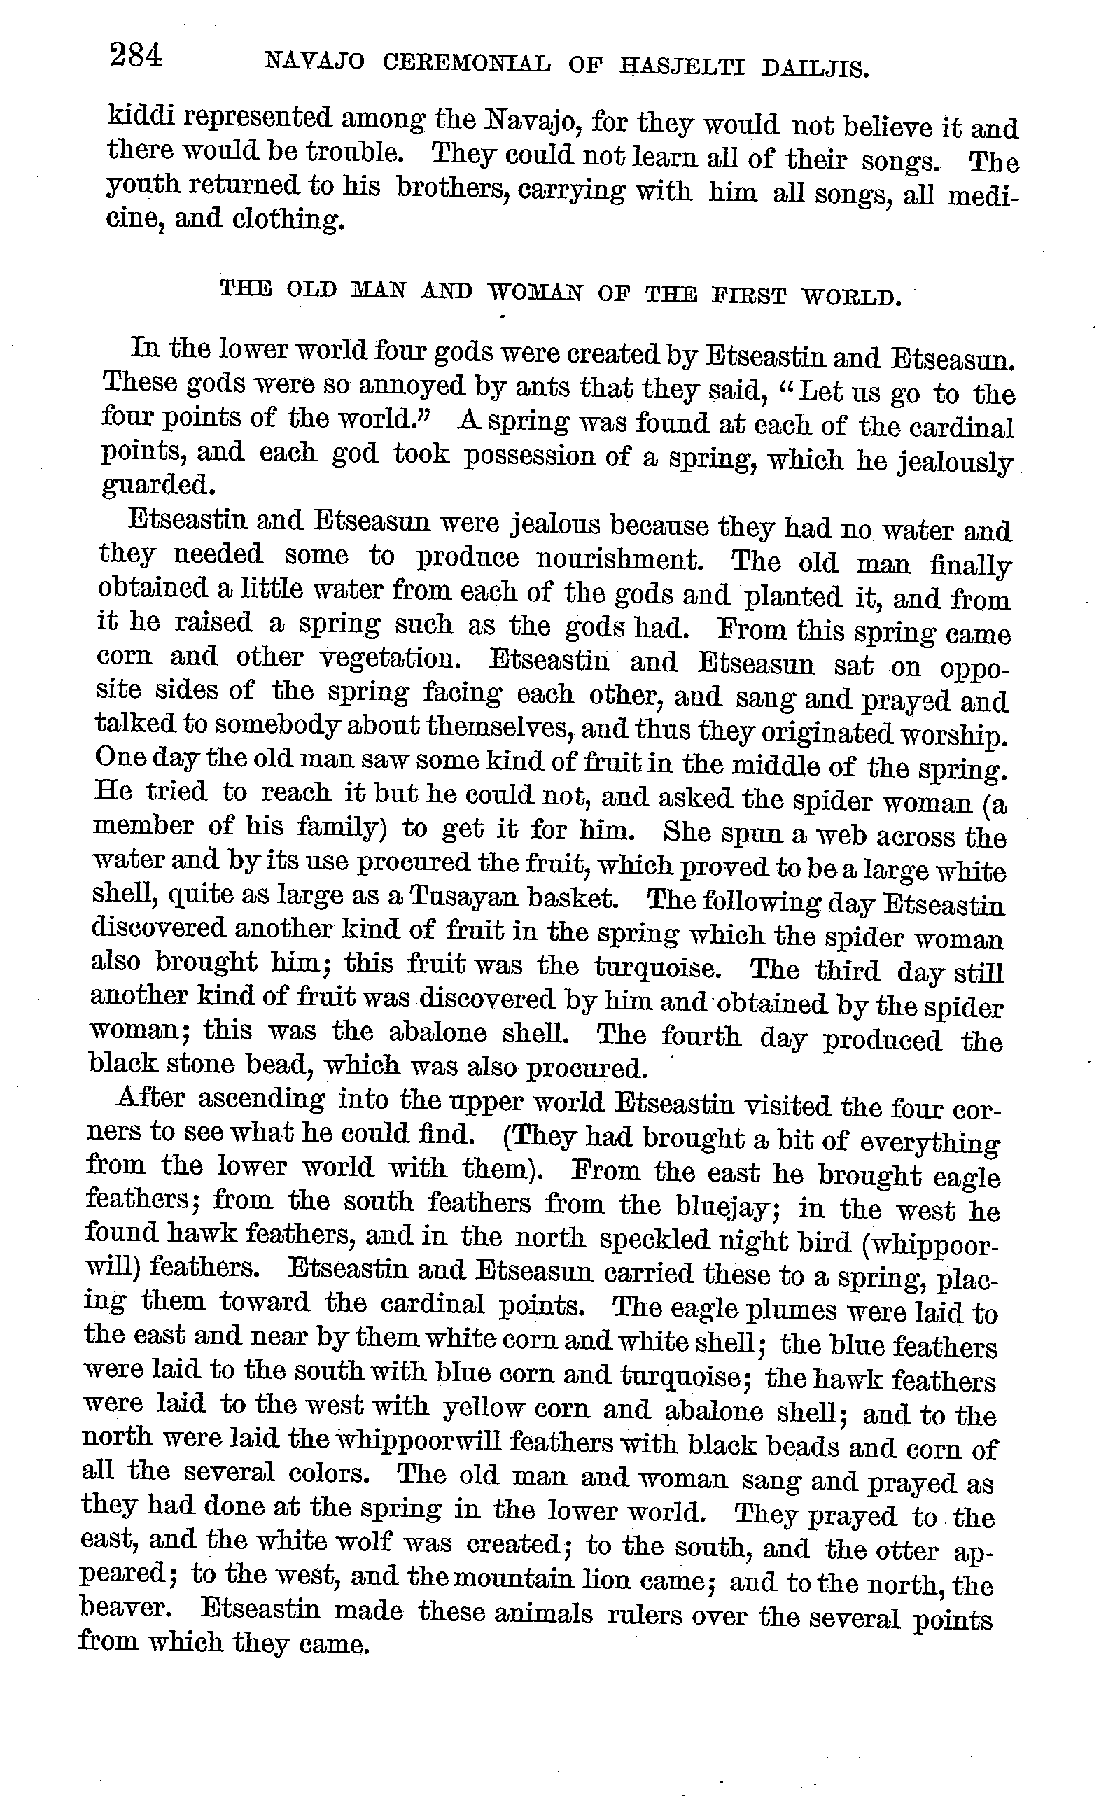 284 NAVAJO CEREMONIAL OF HASJELTI DAILJIS.
kiddi represented among the Navajo, for they would not believe it and
there would be trouble. They could not learn all of their songs. The
youth returned to his brothers, carrying with him all songs, all medi-
cine, and clothing.
THE OLD MAN AND WOMAN OF THE FIRST WORLD.
In the lower world four gods were created by Etseastin and Etseasun.
These gods were so annoyed by ants that they said, "Let us go to the
four points of the world." A spring was found at each of the cardinal
points, and each god took possession of a spring, which he jealously
guarded.
Etseastin and Etseasun were jealous because they had no water and
they needed some to produce nourishment. The old man finally
obtained a little water from each of the gods and planted it, and from
it he raised a spring such as the gods had. From this spring came
corn and other vegetation. Etseastin and Etseasun sat on oppo-
site sides of the spring facing each other, and sang and prayed and
talked to somebody about themselves, and thus they originated worship.
One day the old man saw some kind of fruit in the middle of the spring.
He tried to reach it but he could not, and asked the spider woman (a
member of his family) to get it for him. She spun a web across the
water and by its use procured the fruit, which proved to be a large white
shell, quite as large as a Tusayan basket. The following day Etseastin
discovered another kind of fruit in the spring which the spider woman
also brought him; this fruit was the turquoise. The third day still
another kind of fruit was discovered by him and obtained by the spider
woman; this was the abalone shell. The fourth day produced the
black stone bead, which was also procured.
After ascending into the upper world Etseastin visited the four cor-
ners to see what he could find. (They had brought a bit of everything
from the lower world with them). From the east he brought eagle
feathers; from the south feathers from the bluejay; in the west he
found hawk feathers, and in the north speckled night bird (whippoor-
will) feathers. Etseastin and Etseasun carried these to a spring, plac-
ing them toward the cardinal points. The eagle plumes were laid to
the east and near by them white corn and white shell; the blue feathers
were laid to the south with blue corn and turquoise; the hawk feathers
were laid to the west with yellow corn and abalone shell; and to the
north were laid the whippoorwill feathers with black beads and corn of
all the several colors. The old man and woman sang and prayed as
they had done at the spring in the lower world. They prayed to the
east, and the white wolf was created; to the south, and the otter ap-
peared; to the west, and the mountain lion came; and to the north, the
beaver. Etseastin made these animals rulers over the several points
from which they came.